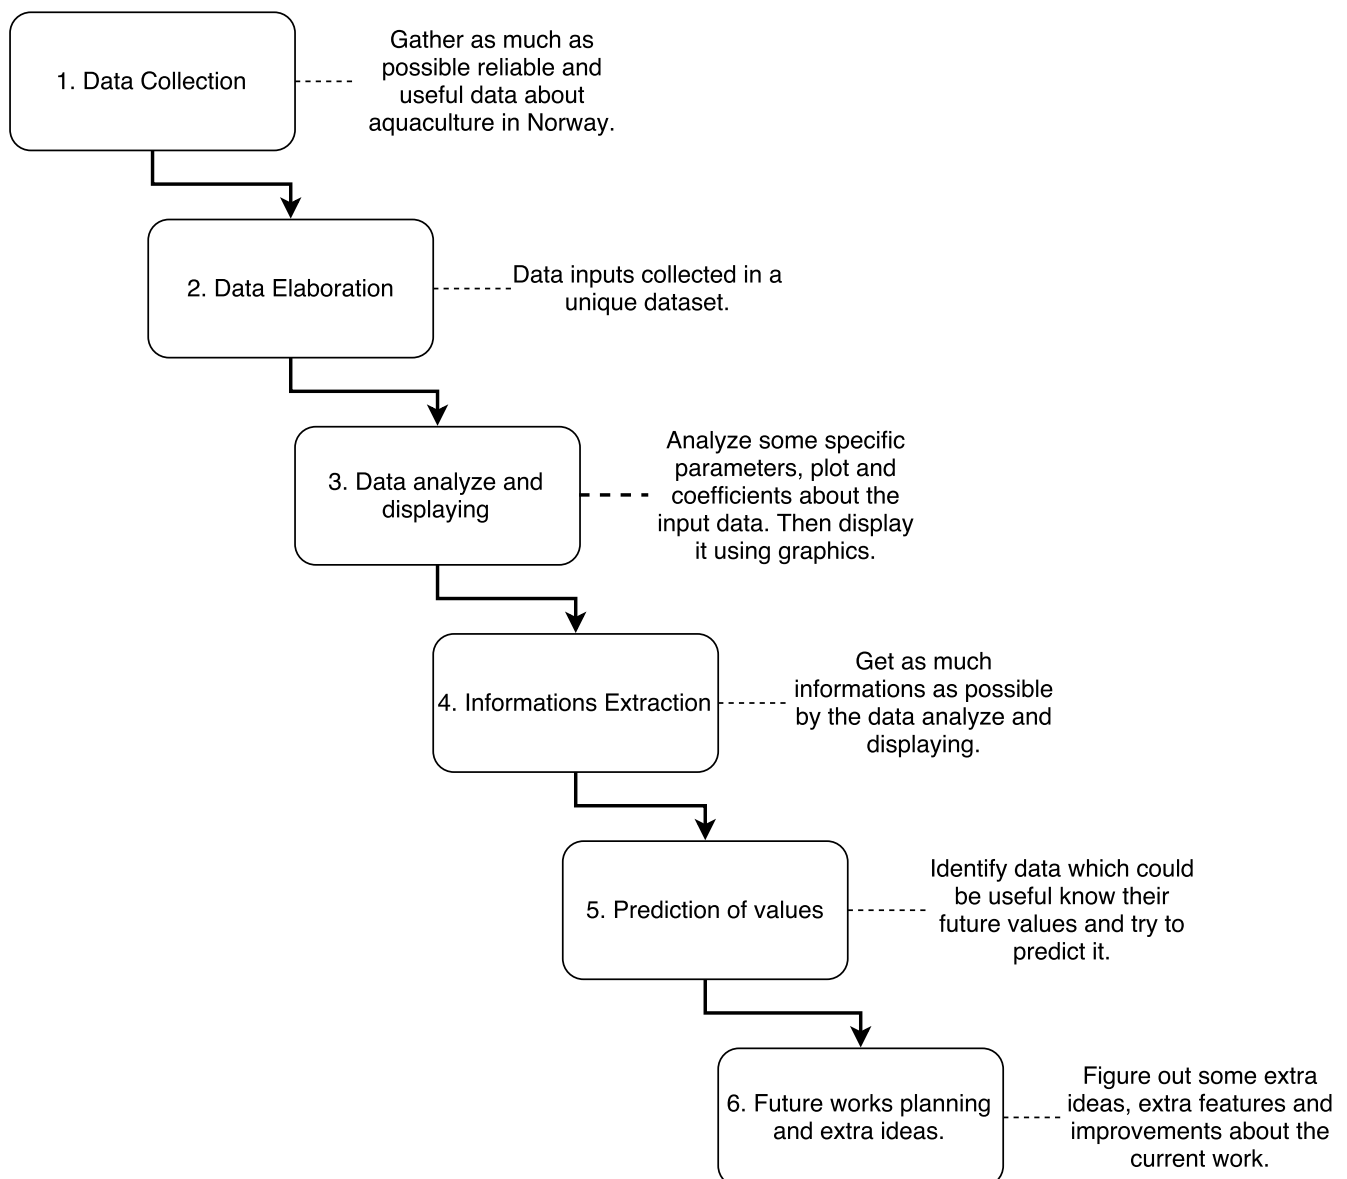 1. Data Collection
Gather as much as
possible reliable and
useful data about
aquaculture in Norway.
2. Data Elaboration
Data inputs collected in a
unique dataset.
3. Data analyze and
displaying
Analyze some specific
parameters, plot and
coefficients about the
input data. Then display
it using graphics.
4. Informations Extraction
Get as much
informations as possible
by the data analyze and
displaying.
5. Prediction of values
Identify data which could
be useful know their
future values and try to
predict it.
6. Future works planning
and extra ideas.
Figure out some extra
ideas, extra features and
improvements about the
current work.